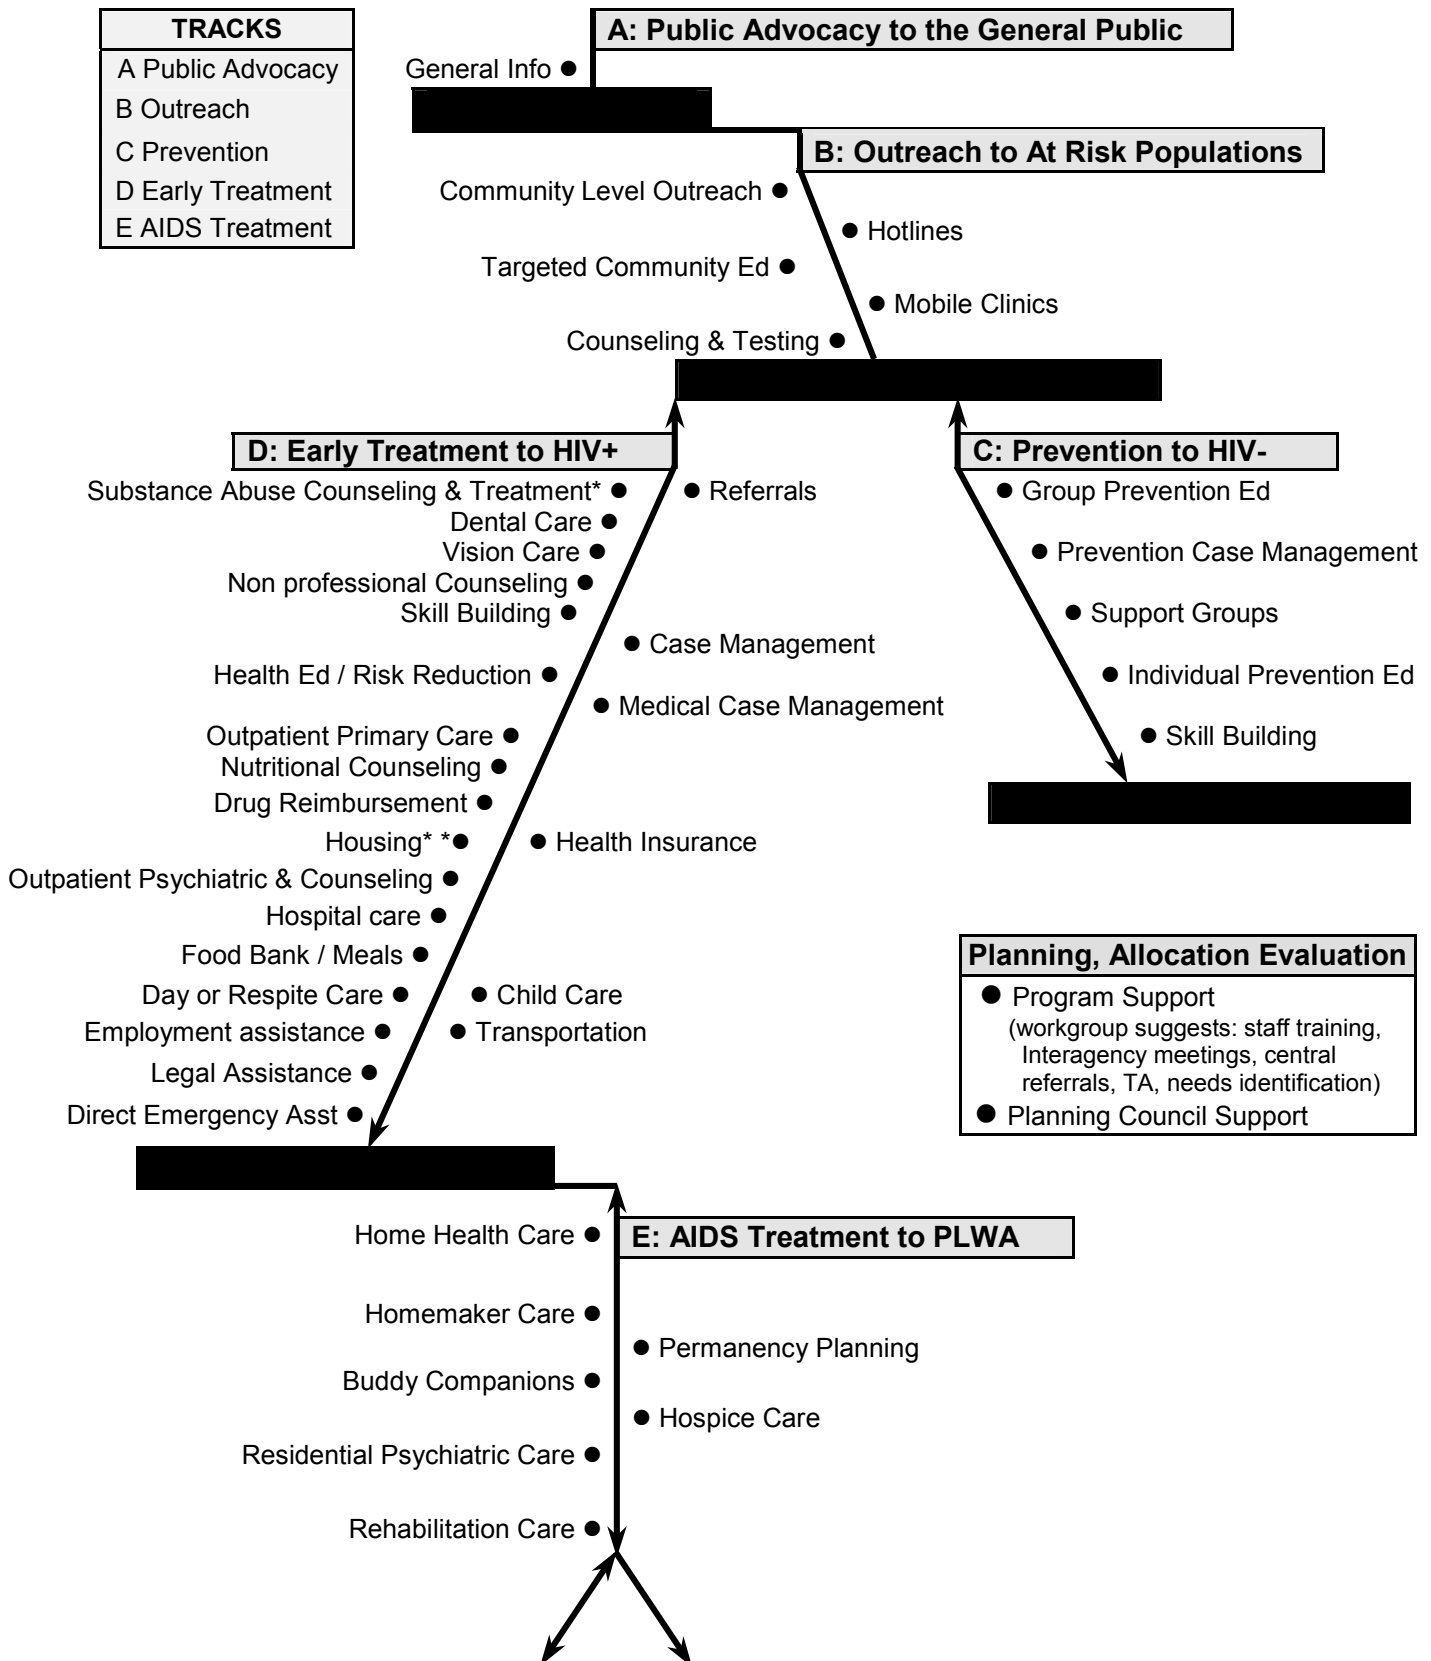 TRACKS
A Public Advocacy
B Outreach
C Prevention
D Early Treatment
E AIDS Treatment
A: Public Advocacy to the General Public
General Info ●
B: Outreach to At Risk Populations
Community Level Outreach ●
● Hotlines
Targeted Community Ed ●
● Mobile Clinics
Counseling & Testing ●
D: Early Treatment to HIV+
C: Prevention to HIV-
Substance Abuse Counseling & Treatment* ●
● Referrals
● Group Prevention Ed
Dental Care ●
Vision Care ●
● Prevention Case Management
Non professional Counseling ●
Skill Building ●
● Support Groups
● Case Management
Health Ed / Risk Reduction ●
● Individual Prevention Ed
● Medical Case Management
Outpatient Primary Care ●
● Skill Building
Nutritional Counseling ●
Drug Reimbursement ●
Housing* *●
● Health Insurance
Outpatient Psychiatric & Counseling ●
Hospital care ●
Food Bank / Meals ●
Day or Respite Care ●
● Child Care
Employment assistance ●
● Transportation
Legal Assistance ●
Direct Emergency Asst ●
Planning, Allocation Evaluation
● Program Support
(workgroup suggests: staff training,
Interagency meetings, central
referrals, TA, needs identification)
● Planning Council Support
Home Health Care ●
E: AIDS Treatment to PLWA
Homemaker Care ●
● Permanency Planning
Buddy Companions ●
● Hospice Care
Residential Psychiatric Care ●
Rehabilitation Care ●